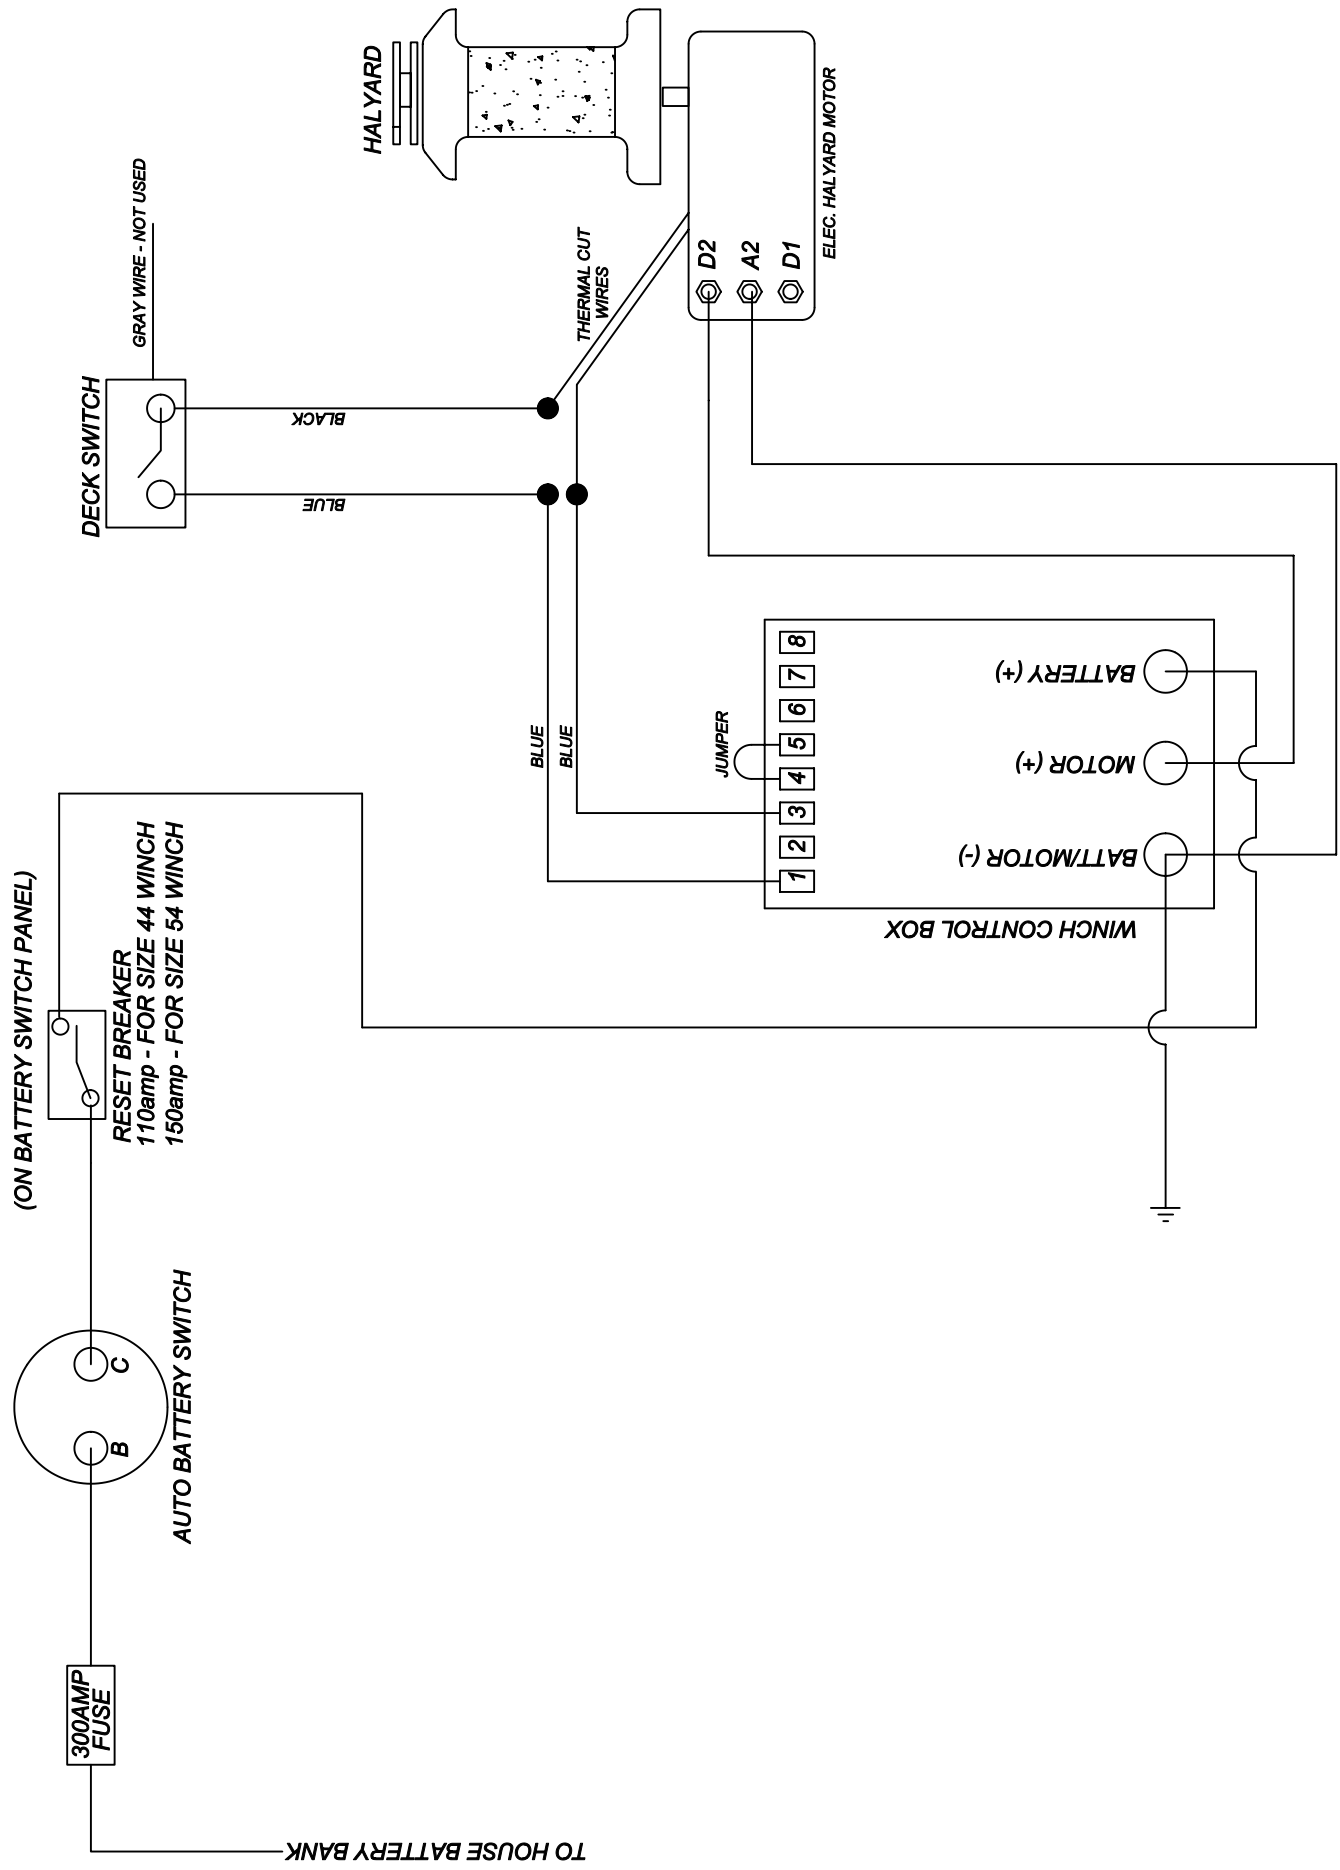 (ON BATTERY SWITCH PANEL)
RESET BREAKER
110amp - FOR SIZE 44 WINCH
150amp - FOR SIZE 54 WINCH
300AMP
FUSE
B
C
AUTO BATTERY SWITCH
TO HOUSE BATTERY BANK
DECK SWITCH
GRAY WIRE - NOT USED
BLACK
BLUE
HALYARD
THERMAL CUT
WIRES
D2
A2
D1
ELEC. HALYARD MOTOR
BLUE
BLUE
JUMPER
1
2
3
4
5
6
7
8
BATTERY (+)
MOTOR (+)
BATT/MOTOR (-)
WINCH CONTROL BOX